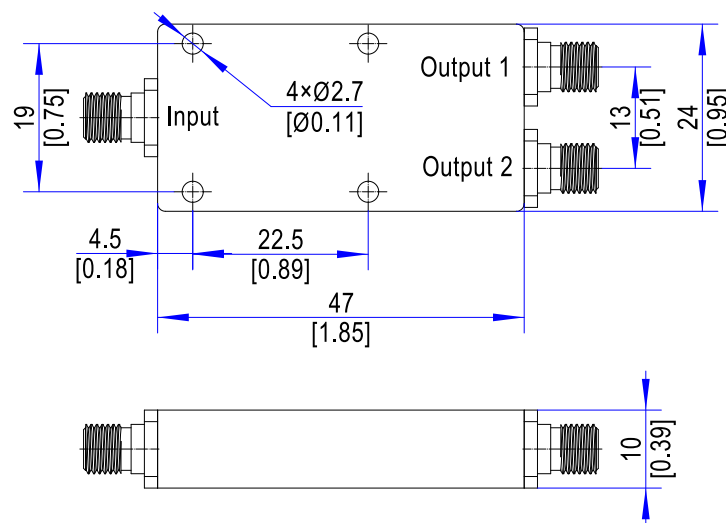 Output 1
4×Ø2.7
[Ø0.11]
Input
19
[0.75]
13
[0.51]
24
[0.95]
Output 2
4.5
[0.18]
22.5
[0.89]
47
[1.85]
10
[0.39]